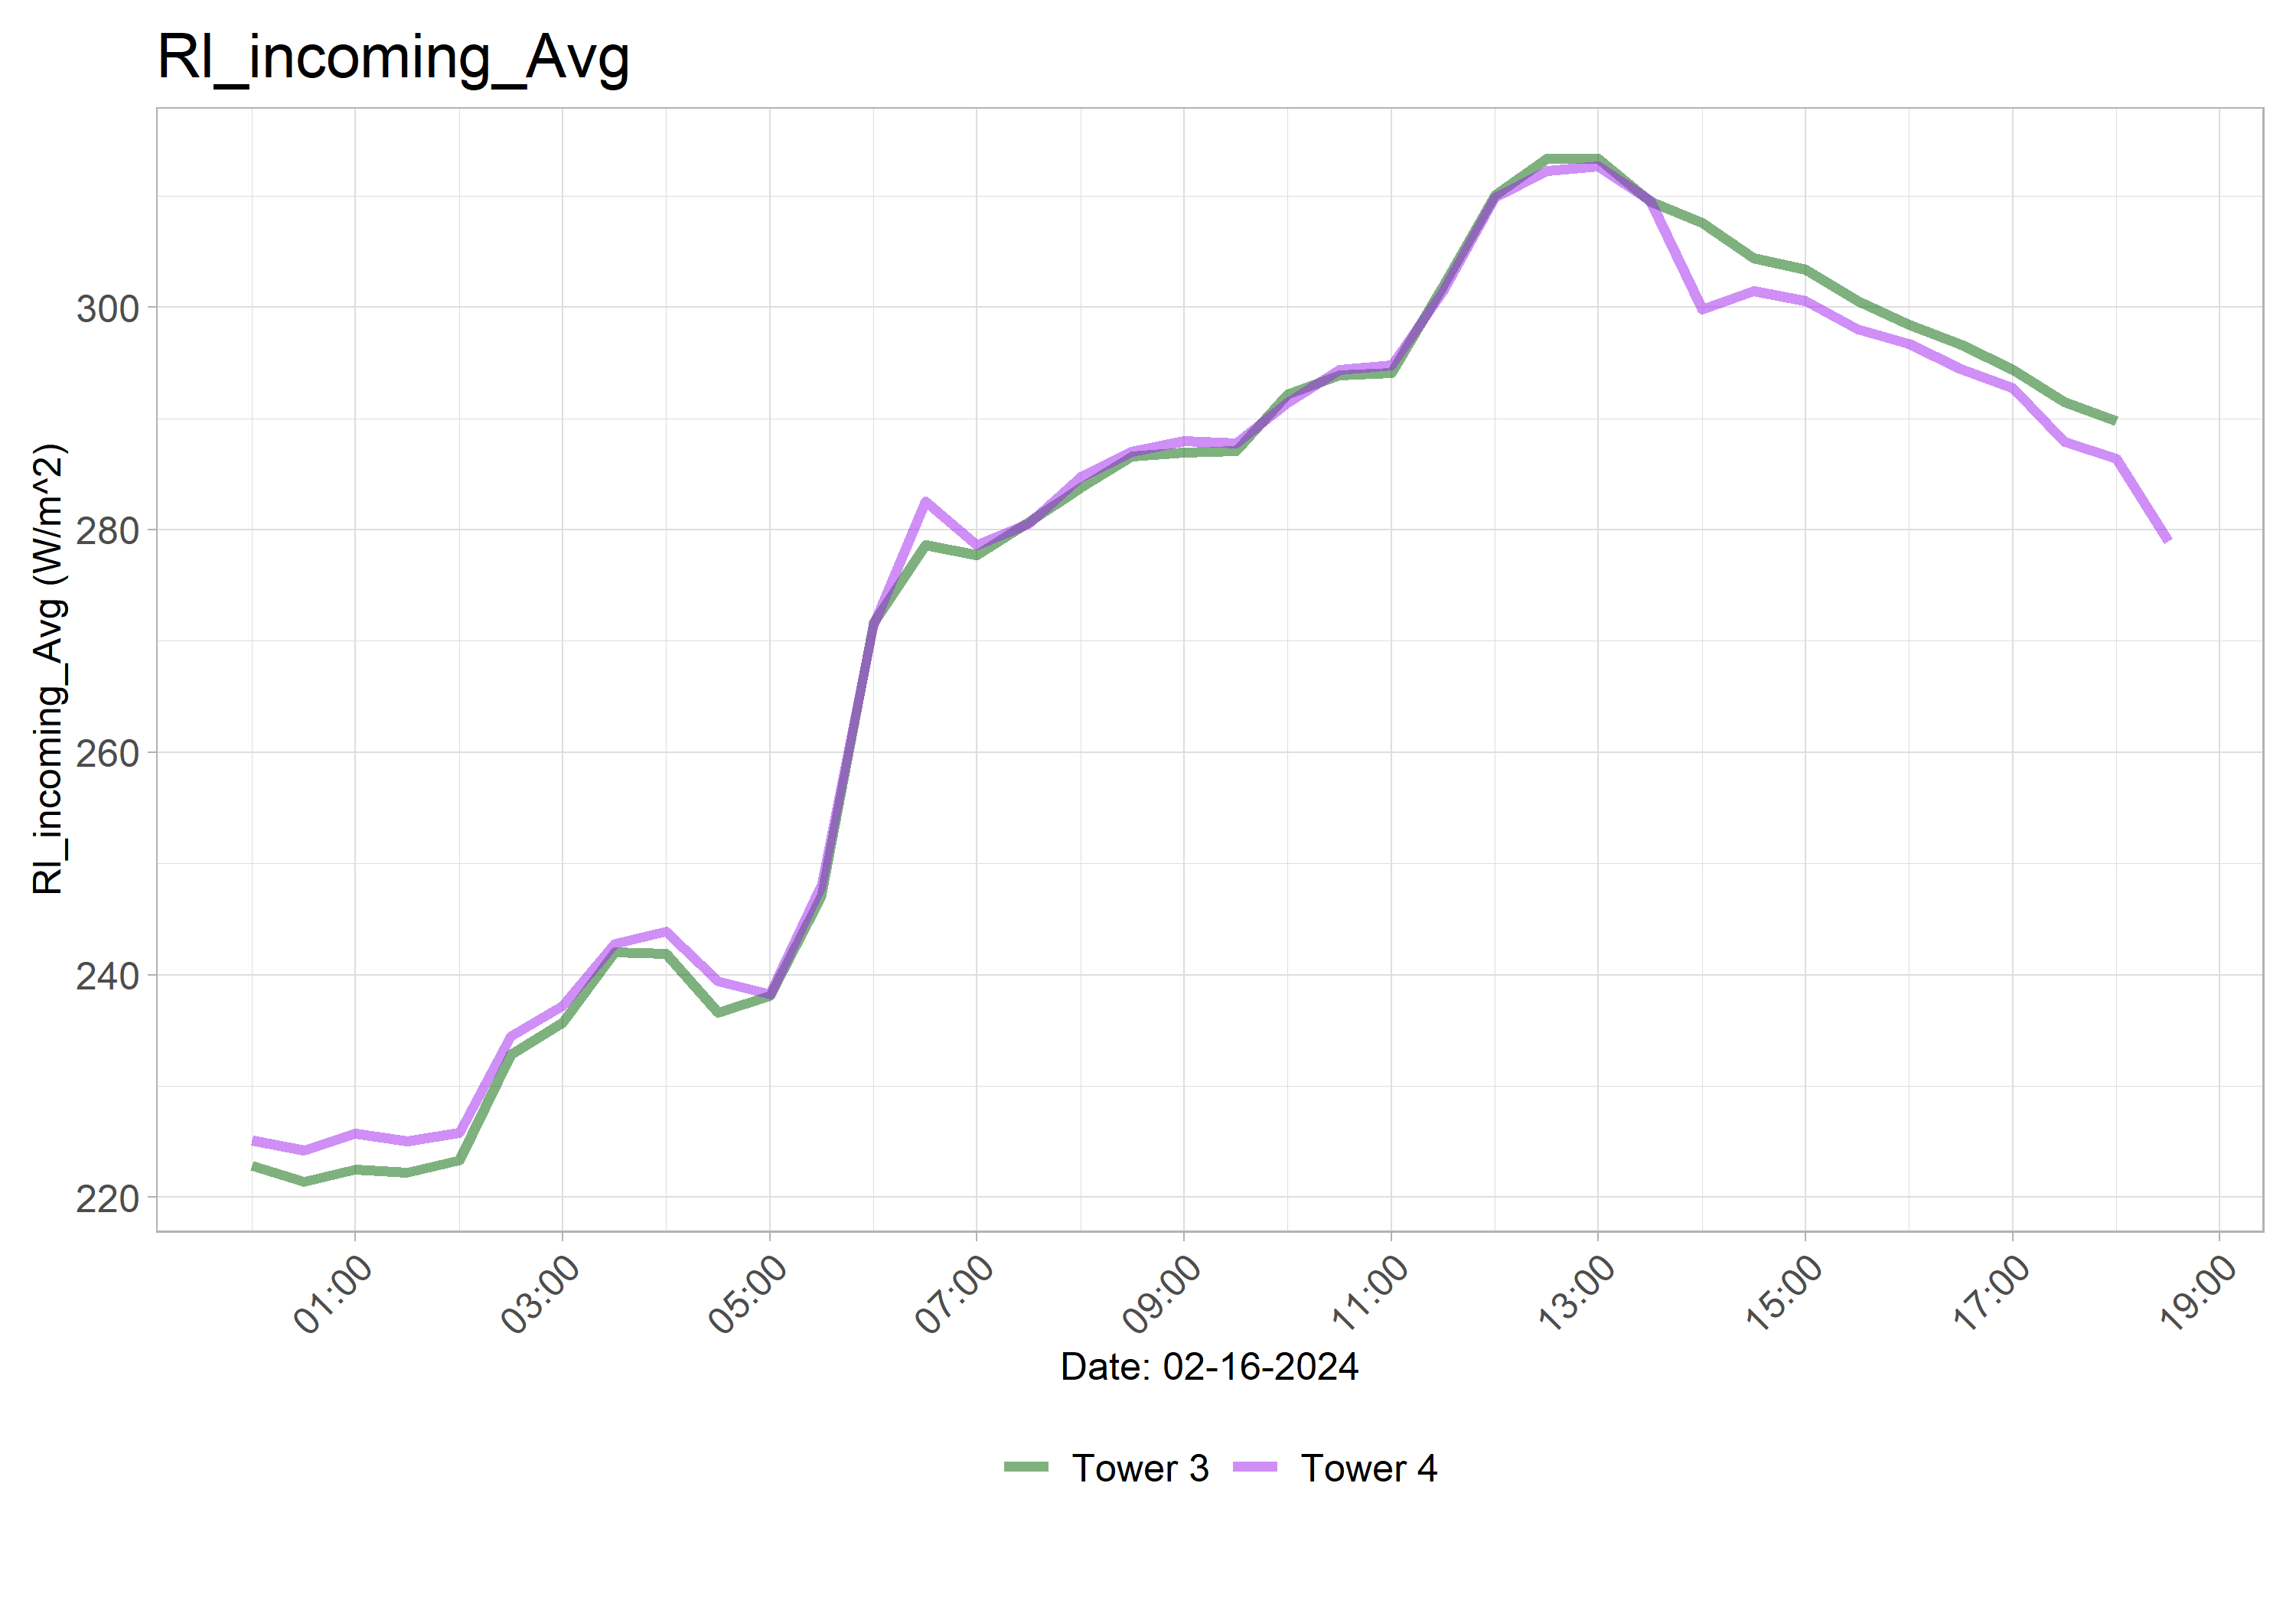 Rl_incoming_Avg
Rl_incoming_Avg (W/m^2)
300
280
260
240
220
01:00 03:00 05:00 07:00 09:00 11:00 13:00 15:00 17:00 19:00
Date: 02-16-2024
Tower 3 Tower 4